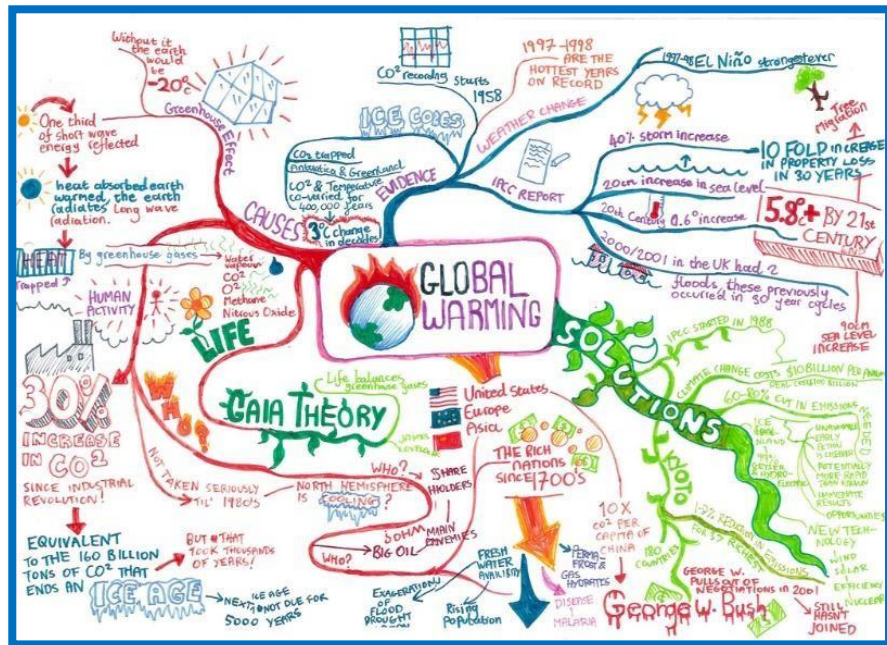 GLOBAL
WARMING
CAUSES
Greenhouse Effect
Without it
the earth
would
be
-20°C
One third
of short wave
energy reflected
heat absorbed earth
warmed, the earth
radiates long wave
radiation.
HEAT
trapped
By greenhouse gases
Water
vapour
CO2
O2
Methane
Nitrous Oxide
HUMAN
ACTIVITY
30%
INCREASE
IN CO2
SINCE INDUSTRIAL
REVOLUTION!
EQUIVALENT
TO THE 160 BILLION
TONS OF CO2 THAT
ENDS AN
ICE AGE
BUT THAT
TOOK THOUSANDS
OF YEARS!
ICE AGE
NEXT NOT DUE FOR
5000 YEARS
LIFE
GAIA THEORY
Life balances
greenhouse gases
JAMES
WHO?
NOT TAKEN SERIOUSLY
TIL' 1980'S
NORTH HEMISPHERE
IS COOLING?
WHO?
SHARE
HOLDERS
JOHN
MAIN
ENEMIES
WHO?
BIG OIL
EVIDENCE
ICE CORES
CO2 recording starts
1958
CO2 trapped
Antarctica & Greenland
CO2 & Temperature
co-varied for
400,000 years
3°C change
in decades
WEATHER CHANGE
1997-1998
ARE THE
HOTTEST YEARS
ON RECORD
1997-98 EL Niño strongest ever
IPCC REPORT
40% storm increase
10 FOLD INCREASE
IN PROPERTY LOSS
IN 30 YEARS
Tree
Migration
20cm increase in sea level
20th Century 0.6° increase
5.8°C+ BY 21st
CENTURY
END
90CM
SEA LEVEL
INCREASE
2000/2001 in the UK had 2
floods, these previously
occurried in 30 year cycles
United States
Europe
Asia
THE RICH
NATIONS
SINCE 1700'S
10X
CO2 PER
CAPITA OF
CHINA
FRESH
WATER
PERMA-
FROST &
GAS
HYDRATES
DISEASE
MALARIA
Rising
Population
OF
FLOOD
DROUGHT
George W. Bush
SOLUTIONS
IPCC STARTED IN 1988
CLIMATE CHANGE COSTS $10 BILLION PER
60-80% CUT IN EMISSIONS
NEEDED
KYOTO
180
COUNTRIES
GEORGE W.
PULLS OUT OF
NEGOTIATIONS IN 2001
STILL
HASN'T
JOINED
POTENTIALLY
MORE RAPID
THAN KNOWN
IMMEDIATE
RESULTS
NEW TECH-
NOLOGY
WIND
SOLAR
EFFICIENCY
NUCLEAR